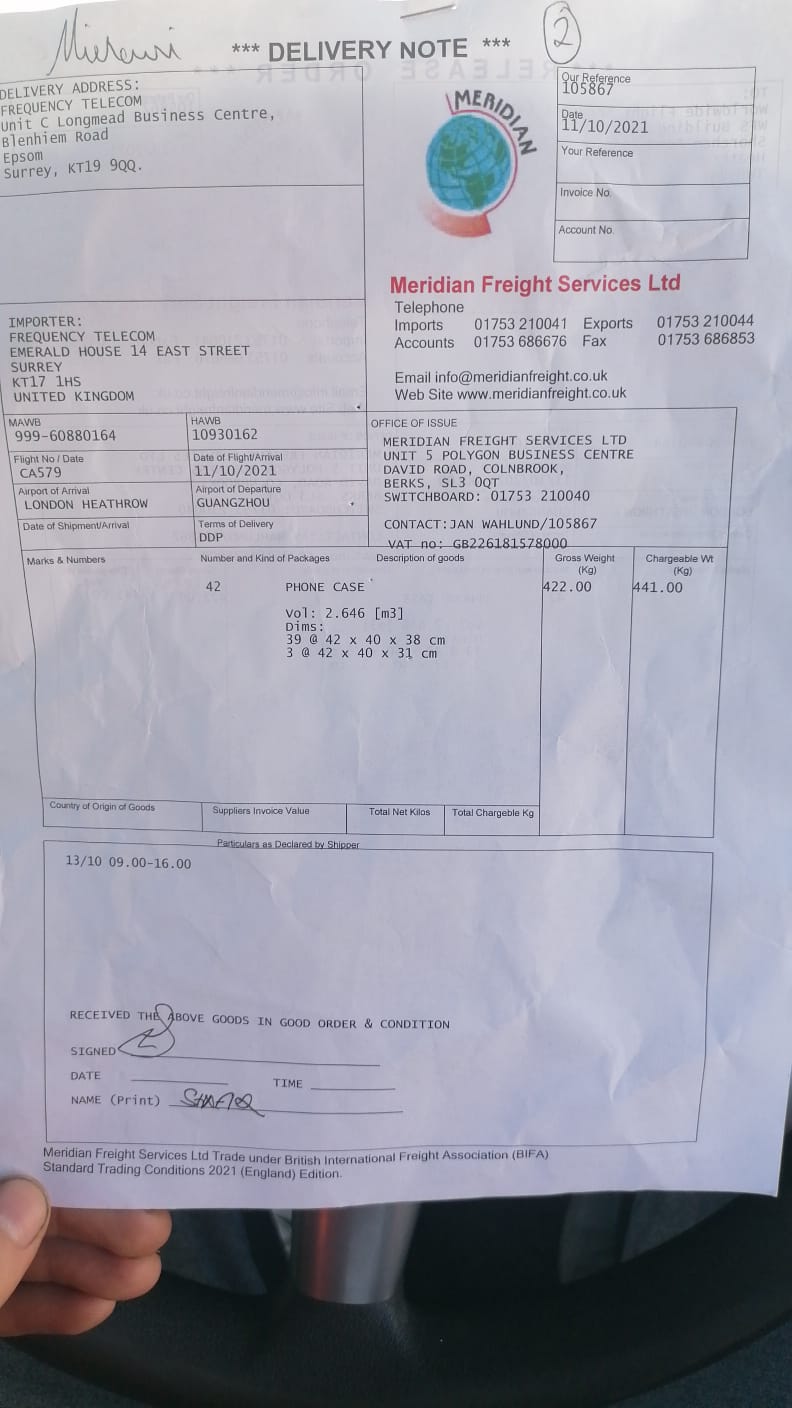 *** DELIVERY NOTE ***
2
DELIVERY ADDRESS:
FREQUENCY TELECOM
Unit C Longmead Business Centre,
Blenhiem Road
Epsom
Surrey, KT19 9QQ.
Our Reference
105867
Date
11/10/2021
Your Reference
Invoice No.
Account No.
MERIDIAN
Meridian Freight Services Ltd
Telephone
Imports 01753 210041 Exports 01753 210044
Accounts 01753 686676 Fax 01753 686853
Email info@meridianfreight.co.uk
Web Site www.meridianfreight.co.uk
IMPORTER:
FREQUENCY TELECOM
EMERALD HOUSE 14 EAST STREET
SURREY
KT17 1HS
UNITED KINGDOM
MAWB
999-60880164
HAWB
10930162
Flight No / Date
CA579
Date of Flight/Arrival
11/10/2021
Airport of Arrival
LONDON HEATHROW
Airport of Departure
GUANGZHOU
Date of Shipment/Arrival
Terms of Delivery
DDP
OFFICE OF ISSUE
MERIDIAN FREIGHT SERVICES LTD
UNIT 5 POLYGON BUSINESS CENTRE
DAVID ROAD, COLNBROOK,
BERKS, SL3 0QT
SWITCHBOARD: 01753 210040
CONTACT:JAN WAHLUND/105867
VAT no: GB226181578000
Marks & Numbers Number and Kind of Packages Description of goods Gross Weight (Kg) Chargeable Wt (Kg)
42 PHONE CASE 422.00 441.00
Vol: 2.646 [m3]
Dims:
39 @ 42 x 40 x 38 cm
3 @ 42 x 40 x 31 cm
Country of Origin of Goods Suppliers Invoice Value Total Net Kilos Total Chargeble Kg
Particulars as Declared by Shipper
13/10 09.00-16.00
RECEIVED THE ABOVE GOODS IN GOOD ORDER & CONDITION
SIGNED
DATE TIME
NAME (Print) SHAFIQ
Meridian Freight Services Ltd Trade under British International Freight Association (BIFA)
Standard Trading Conditions 2021 (England) Edition.